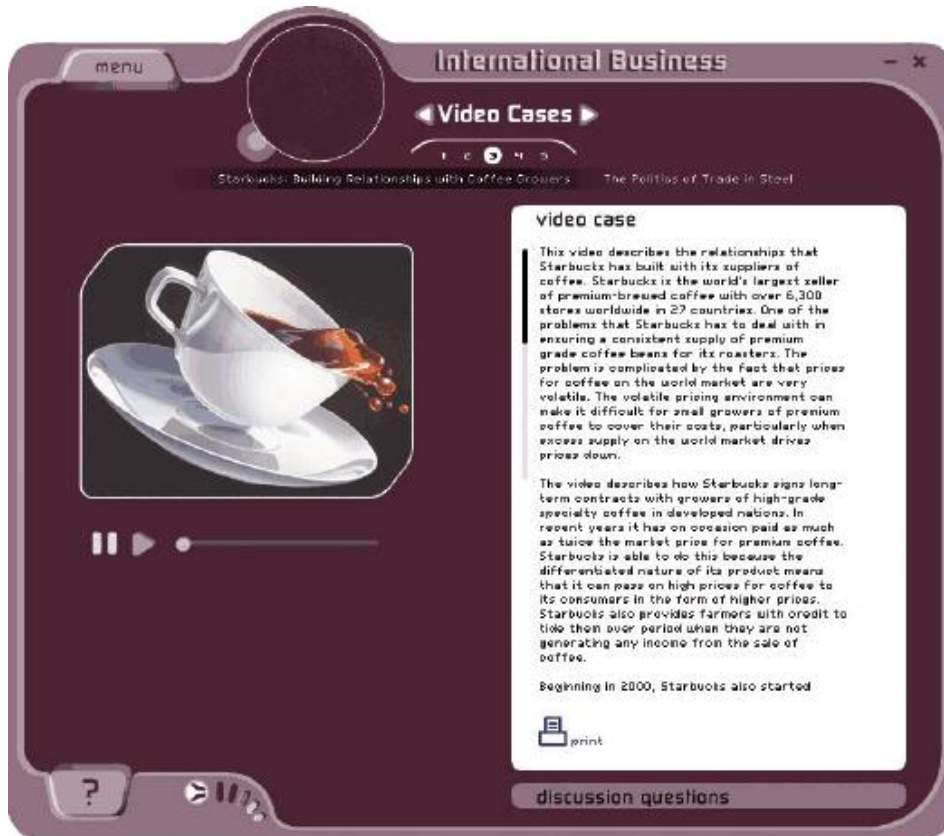 menu
International Business
Video Cases
1 2 3 4 5
Starbucks: Building Relationships with Coffee Growers
The Politics of Trade in Steel
video case
This video describes the relationships that
Starbucks has built with its suppliers of
coffee. Starbucks is the world's largest seller
of premium-brewed coffee with over 6,300
stores worldwide in 27 countries. One of the
problems that Starbucks has to deal with in
ensuring a consistent supply of premium
grade coffee beans for its roasters. The
problem is complicated by the fact that prices
for coffee on the world market are very
volatile. The volatile pricing environment can
make it difficult for small growers of premium
coffee to cover their costs, particularly when
excess supply on the world market drives
prices down.
The video describes how Starbucks signs long-
term contracts with growers of high-grade
specialty coffee in developed nations. In
recent years it has on occasion paid as much
as twice the market price for premium coffee.
Starbucks is able to do this because the
differentiated nature of its product means
that it can pass on high prices for coffee to
its consumers in the form of higher prices.
Starbucks also provides farmers with credit to
tide them over period when they are not
generating any income from the sale of
coffee.
Beginning in 2000, Starbucks also started
print
?
discussion questions